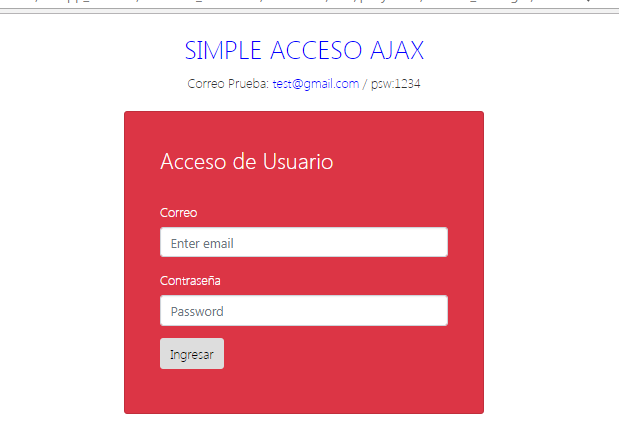 SIMPLE ACCESO AJAX
Correo Prueba: test@gmail.com / psw:1234
Acceso de Usuario
Correo
Enter email
Contraseña
Password
Ingresar